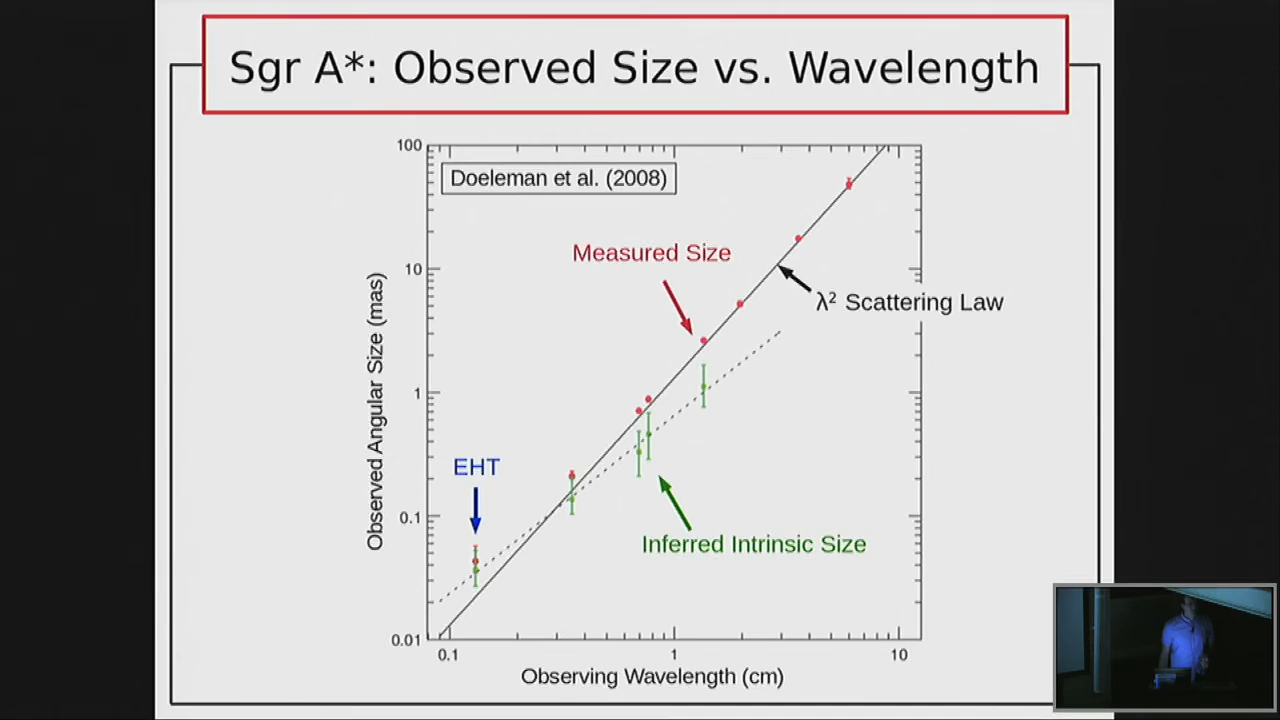 Sgr A*: Observed Size vs. Wavelength
Doeleman et al. (2008)
Measured Size
λ² Scattering Law
EHT
Inferred Intrinsic Size
Observed Angular Size (mas)
100
10
1
0.1
0.01
0.1
1
10
Observing Wavelength (cm)